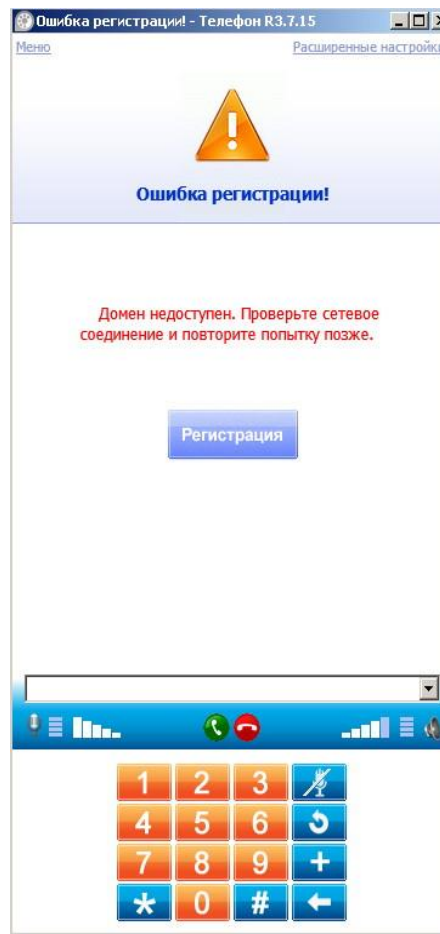 Ошибка регистрации! - Телефон R3.7.15
Меню Расширенные настройки
Ошибка регистрации!
Домен недоступен. Проверьте сетевое
соединение и повторите попытку позже.
Регистрация
1 2 3
4 5 6
7 8 9 +
* 0 #